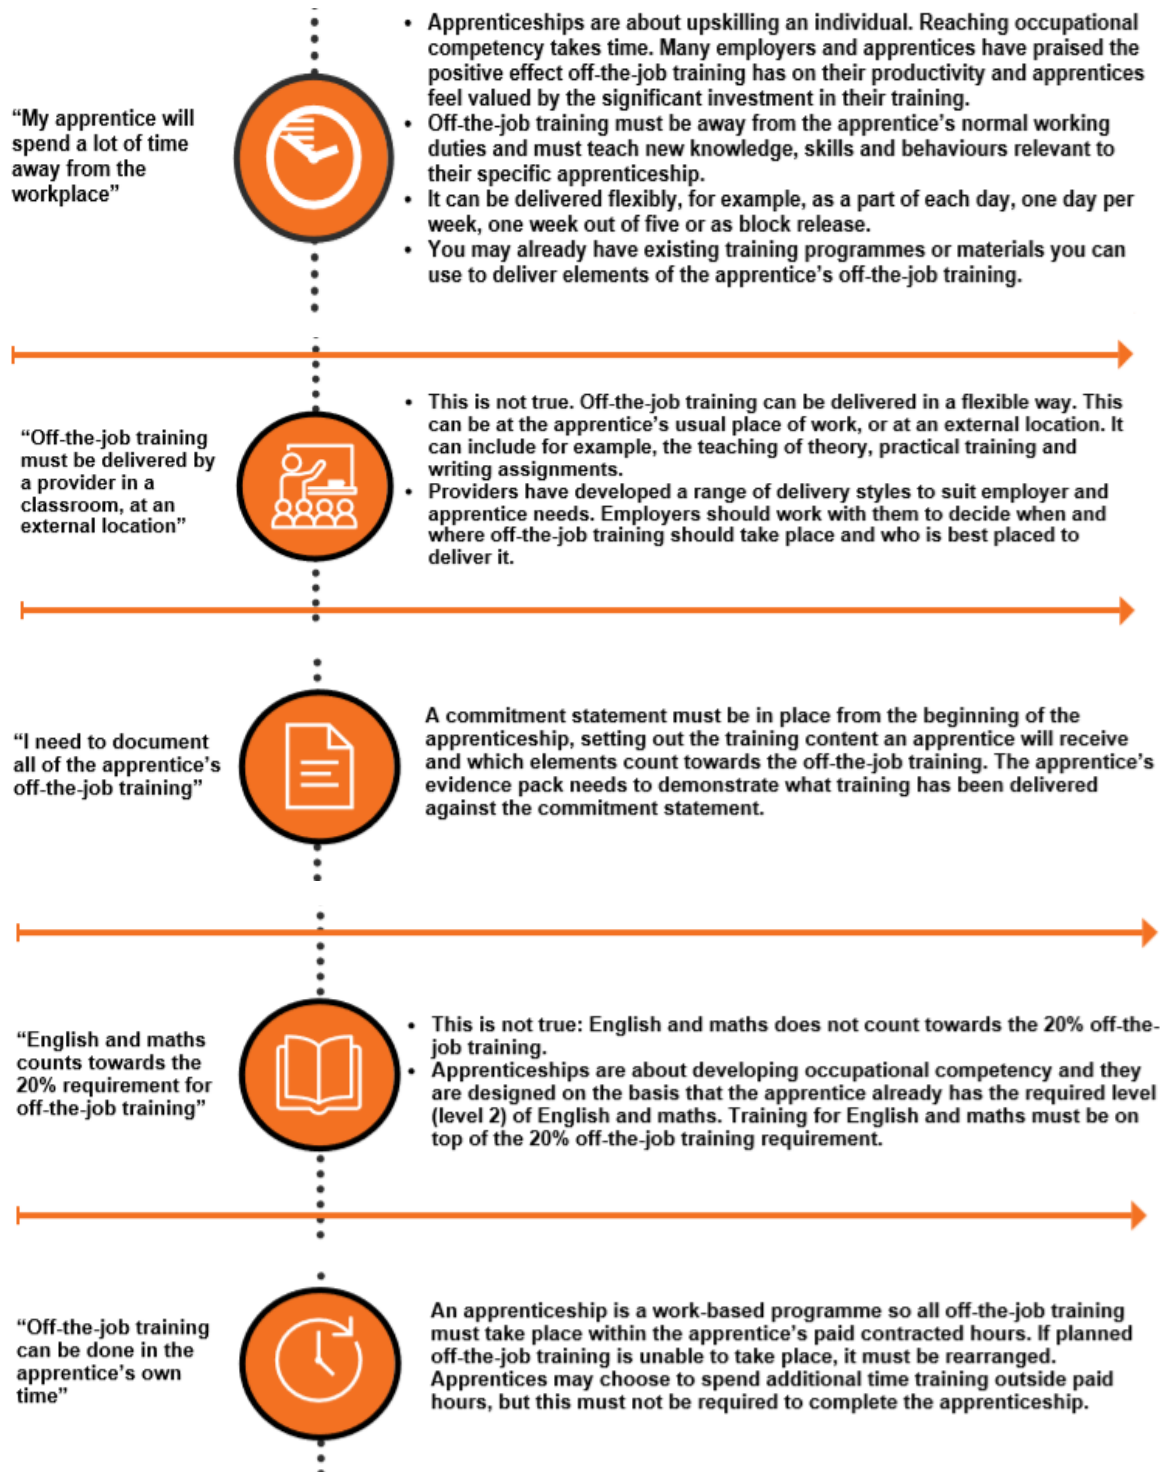 “My apprentice will
spend a lot of time
away from the
workplace”
• Apprenticeships are about upskilling an individual. Reaching occupational
competency takes time. Many employers and apprentices have praised the
positive effect off-the-job training has on their productivity and apprentices
feel valued by the significant investment in their training.
• Off-the-job training must be away from the apprentice’s normal working
duties and must teach new knowledge, skills and behaviours relevant to
their specific apprenticeship.
• It can be delivered flexibly, for example, as a part of each day, one day per
week, one week out of five or as block release.
• You may already have existing training programmes or materials you can
use to deliver elements of the apprentice’s off-the-job training.
“Off-the-job training
must be delivered by
a provider in a
classroom, at an
external location”
• This is not true. Off-the-job training can be delivered in a flexible way. This
can be at the apprentice’s usual place of work, or at an external location. It
can include for example, the teaching of theory, practical training and
writing assignments.
• Providers have developed a range of delivery styles to suit employer and
apprentice needs. Employers should work with them to decide when and
where off-the-job training should take place and who is best placed to
deliver it.
“I need to document
all of the apprentice’s
off-the-job training”
A commitment statement must be in place from the beginning of the
apprenticeship, setting out the training content an apprentice will receive
and which elements count towards the off-the-job training. The apprentice’s
evidence pack needs to demonstrate what training has been delivered
against the commitment statement.
“English and maths
counts towards the
20% requirement for
off-the-job training”
• This is not true: English and maths does not count towards the 20% off-the-
job training.
• Apprenticeships are about developing occupational competency and they
are designed on the basis that the apprentice already has the required level
(level 2) of English and maths. Training for English and maths must be on
top of the 20% off-the-job training requirement.
“Off-the-job training
can be done in the
apprentice’s own
time”
An apprenticeship is a work-based programme so all off-the-job training
must take place within the apprentice’s paid contracted hours. If planned
off-the-job training is unable to take place, it must be rearranged.
Apprentices may choose to spend additional time training outside paid
hours, but this must not be required to complete the apprenticeship.